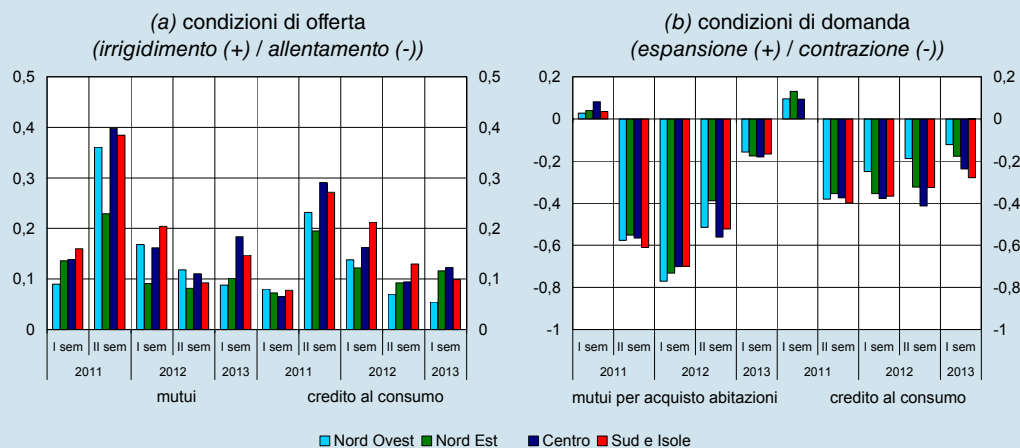 (a) condizioni di offerta
(irrigidimento (+) / allentamento (-))
0,5
0,4
0,3
0,2
0,1
0
0,5
0,4
0,3
0,2
0,1
0
I sem II sem I sem II sem I sem I sem II sem I sem II sem I sem
2011 2012 2013 2011 2012 2013
mutui credito al consumo
(b) condizioni di domanda
(espansione (+) / contrazione (-))
0,2
0
-0,2
-0,4
-0,6
-0,8
-1
0,2
0
-0,2
-0,4
-0,6
-0,8
-1
I sem II sem I sem II sem I sem I sem II sem I sem II sem I sem
2011 2012 2013 2011 2012 2013
mutui per acquisto abitazioni credito al consumo
Nord Ovest Nord Est Centro Sud e Isole